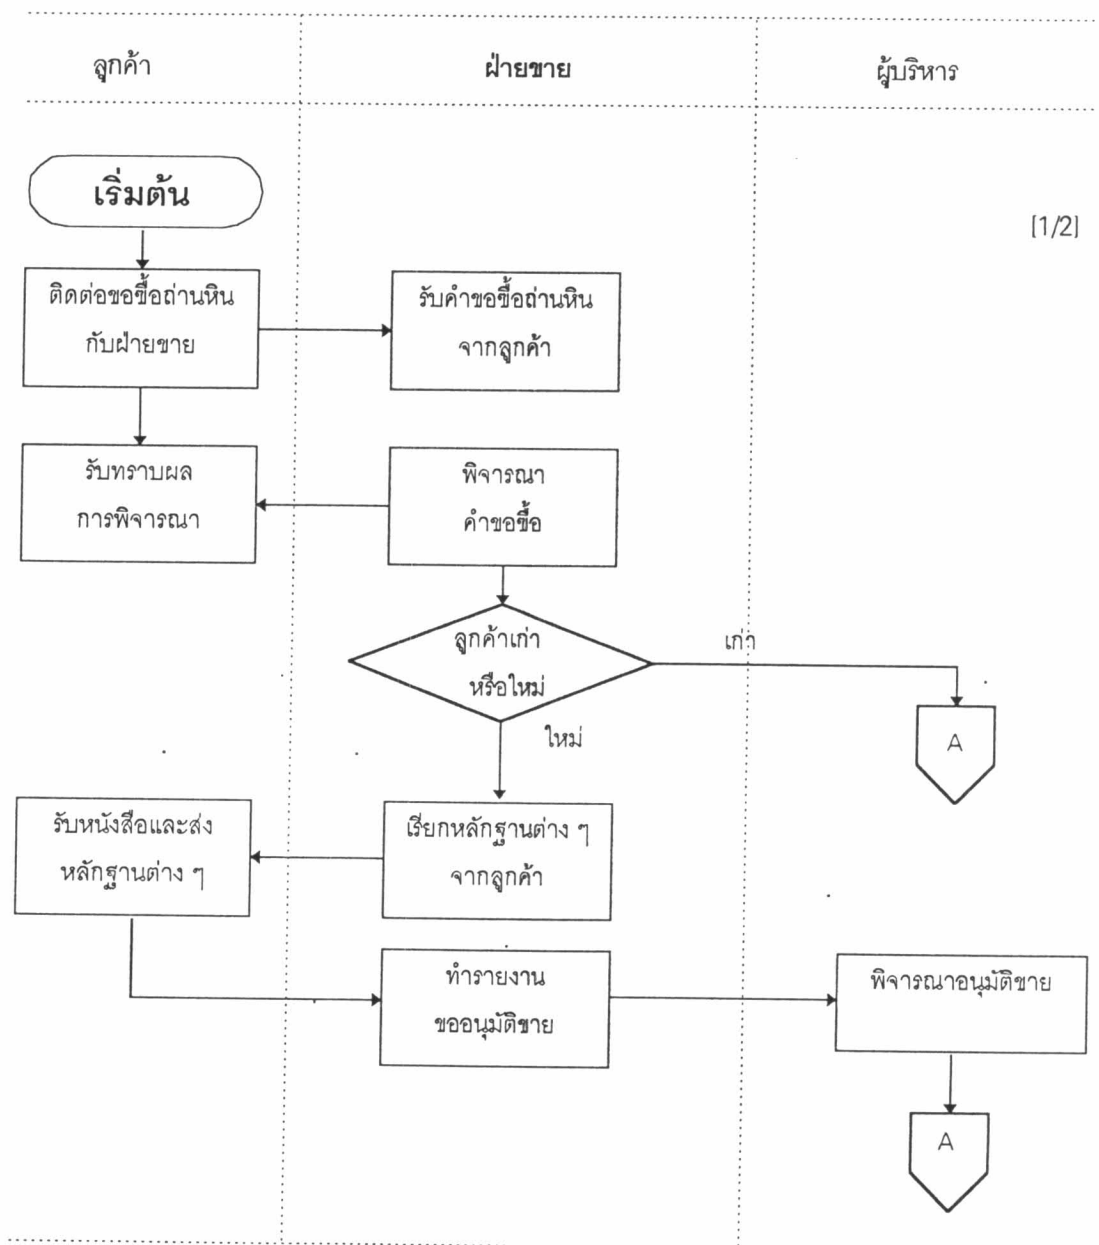 ลูกค้า
ฝ่ายขาย
ผู้บริหาร
เริ่มต้น
[1/2]
ติดต่อขอซื้อถ่านหิน
กับฝ่ายขาย
รับคำขอซื้อถ่านหิน
จากลูกค้า
รับทราบผล
การพิจารณา
พิจารณา
คำขอซื้อ
ลูกค้าเก่า
หรือใหม่
เก่า
A
ใหม่
รับหนังสือและส่ง
หลักฐานต่าง ๆ
เรียกหลักฐานต่าง ๆ
จากลูกค้า
ทำรายงาน
ขออนุมัติขาย
พิจารณาอนุมัติขาย
A